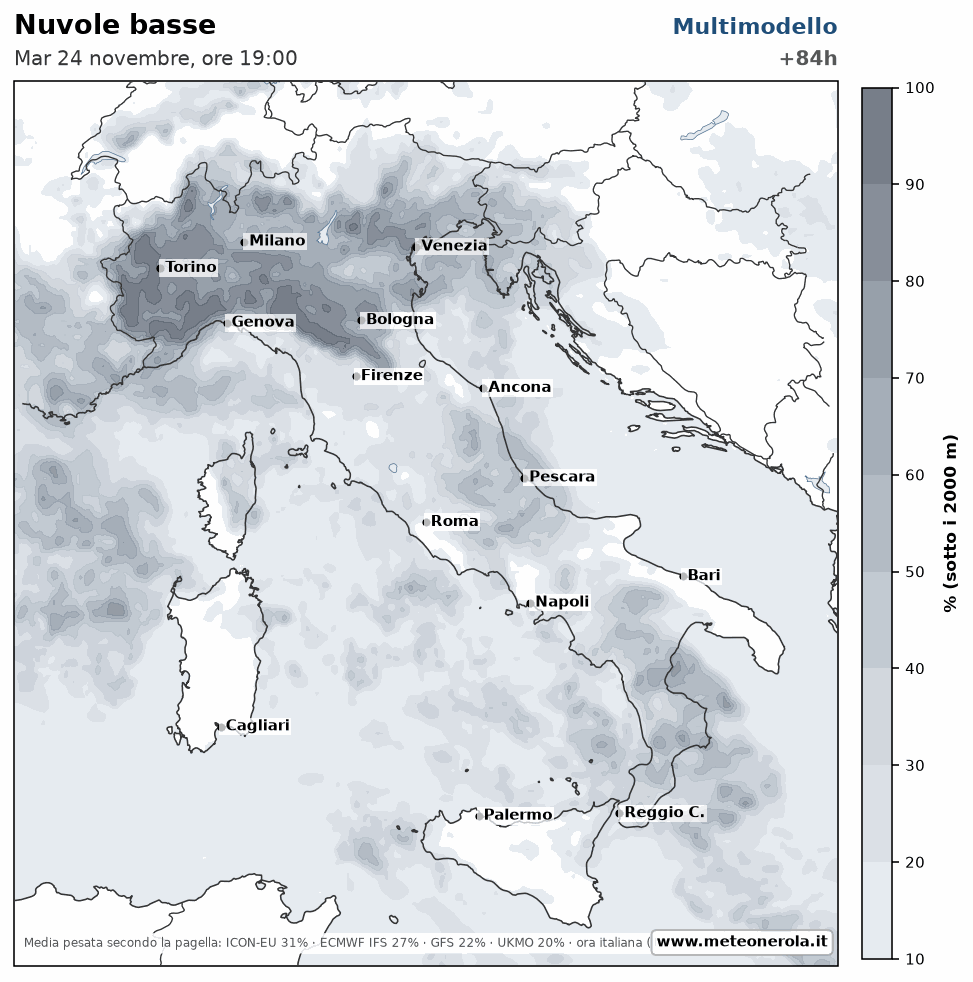 Nuvole basse
Multimodello
Mar 24 novembre, ore 19:00
+84h
100
90
80
70
60
50
40
30
20
10
% (sotto i 2000 m)
Milano
Venezia
Torino
Genova
Bologna
Firenze
Ancona
Pescara
Roma
Bari
Napoli
Cagliari
Palermo
Reggio C.
Media pesata secondo la pagella: ICON-EU 31% · ECMWF IFS 27% · GFS 22% · UKMO 20% · ora italiana (
www.meteonerola.it